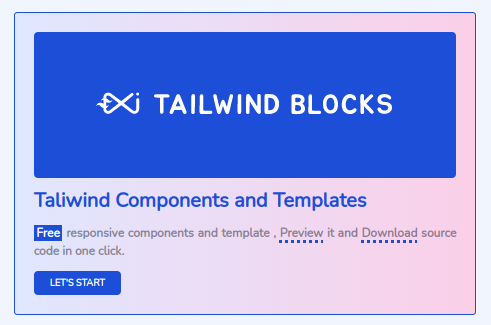 TAILWIND BLOCKS
Taliwind Components and Templates
Free responsive components and template , Preview it and Download source
code in one click.
LET'S START